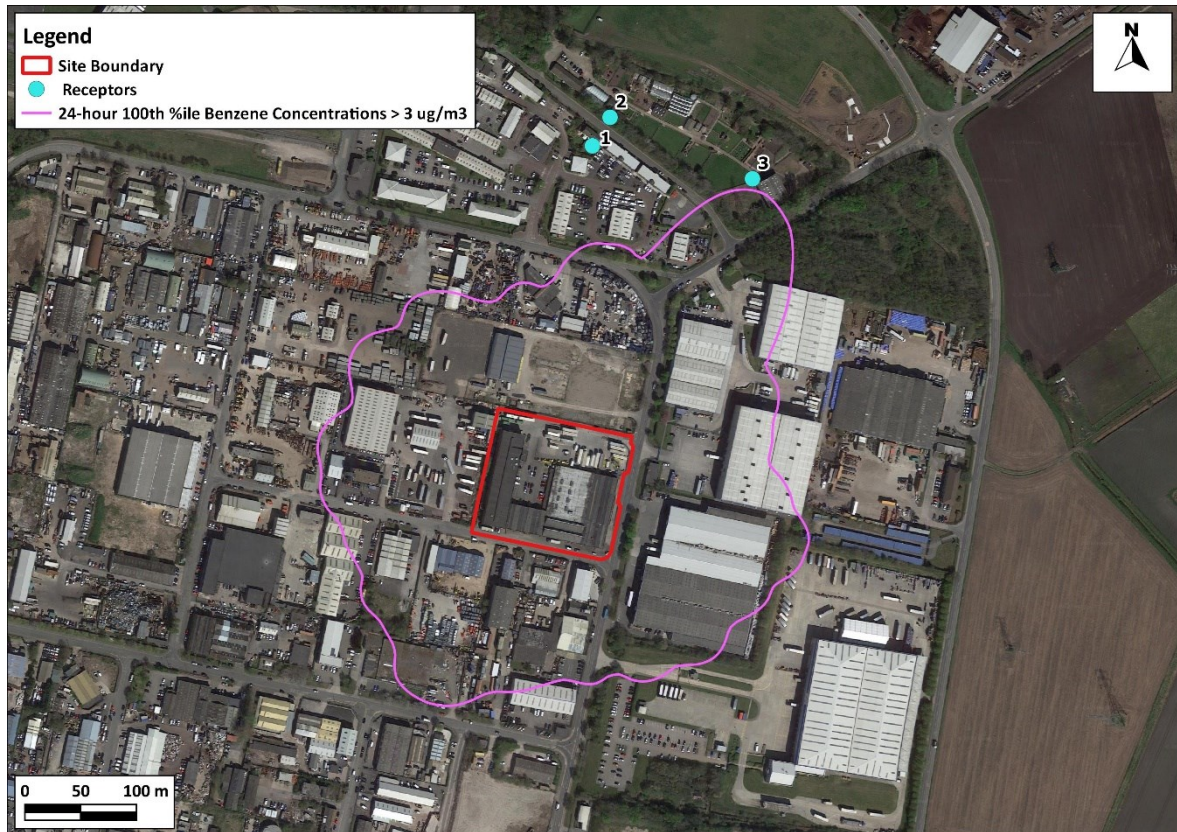 Legend
Site Boundary
Receptors
24-hour 100th %ile Benzene Concentrations > 3 ug/m3
N
2
1
3
0 50 100 m